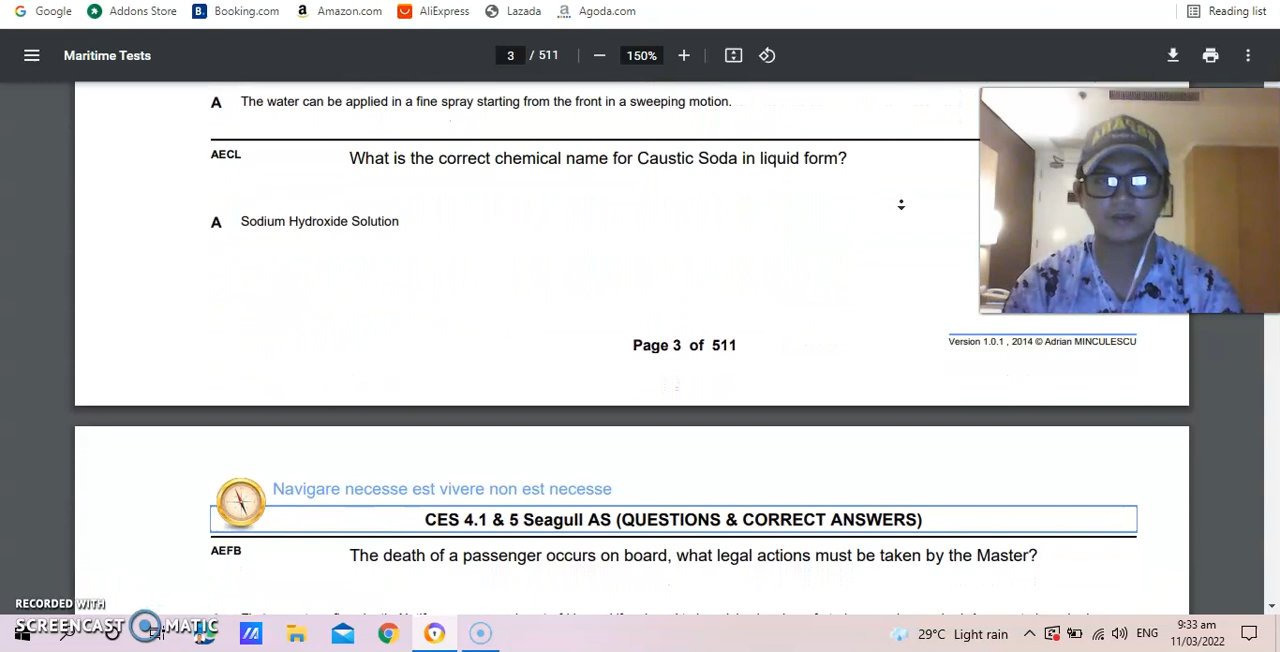 Google Addons Store Booking.com Amazon.com AliExpress Lazada Agoda.com Reading list
Maritime Tests 3 / 511 150%
A The water can be applied in a fine spray starting from the front in a sweeping motion.
AECL What is the correct chemical name for Caustic Soda in liquid form?
A Sodium Hydroxide Solution
Page 3 of 511
Version 1.0.1 , 2014 © Adrian MINCULESCU
Navigare necesse est vivere non est necesse
CES 4.1 & 5 Seagull AS (QUESTIONS & CORRECT ANSWERS)
AEFB The death of a passenger occurs on board, what legal actions must be taken by the Master?
RECORDED WITH
SCREENCAST MATIC
29°C Light rain ENG 9:33 am
11/03/2022